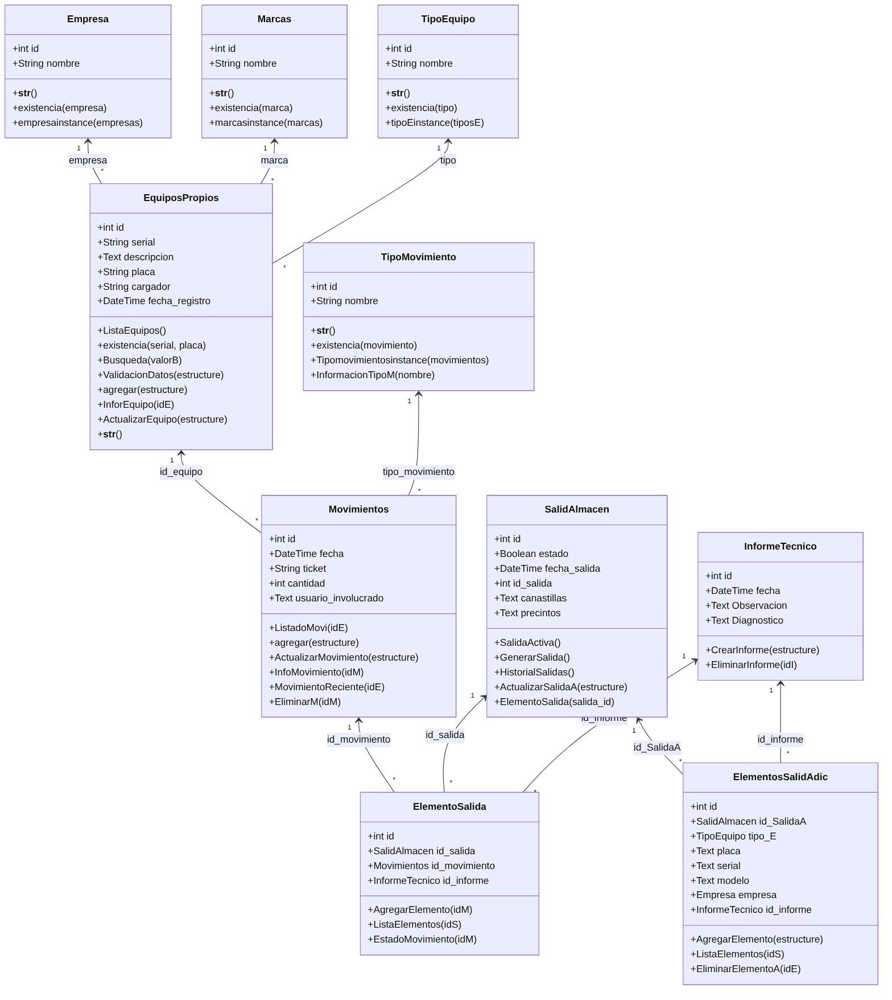 Empresa
+int id
+String nombre
+str()
+existencia(empresa)
+empresainstance(empresas)
Marcas
+int id
+String nombre
+str()
+existencia(marca)
+marcasinstance(marcas)
TipoEquipo
+int id
+String nombre
+str()
+existencia(tipo)
+tipoEinstance(tiposE)
1
empresa
*
1
marca
*
1
tipo
*
EquiposPropios
+int id
+String serial
+Text descripcion
+String placa
+String cargador
+DateTime fecha_registro
+ListaEquipos()
+existencia(serial, placa)
+Busqueda(valorB)
+ValidacionDatos(estructure)
+agregar(estructure)
+InforEquipo(idE)
+ActualizarEquipo(estructure)
+str()
TipoMovimiento
+int id
+String nombre
+str()
+existencia(movimiento)
+Tipomovimientosinstance(movimientos)
+InformacionTipoM(nombre)
1
id_equipo
*
1
tipo_movimiento
*
Movimientos
+int id
+DateTime fecha
+String ticket
+int cantidad
+Text usuario_involucrado
+ListadoMovi(idE)
+agregar(estructure)
+ActualizarMovimiento(estructure)
+InfoMovimiento(idM)
+MovimientoReciente(idE)
+EliminarM(idM)
SalidAlmacen
+int id
+Boolean estado
+DateTime fecha_salida
+int id_salida
+Text canastillas
+Text precintos
+SalidaActiva()
+GenerarSalida()
+HistorialSalidas()
+ActualizarSalidaA(estructure)
+ElementoSalida(salida_id)
InformeTecnico
+int id
+DateTime fecha
+Text Observacion
+Text Diagnostico
+CrearInforme(estructure)
+EliminarInforme(idI)
1
id_movimiento
*
1
id_salida
*
1
id_informe
*
1
id_SalidaA
*
1
id_informe
*
ElementoSalida
+int id
+SalidAlmacen id_salida
+Movimientos id_movimiento
+InformeTecnico id_informe
+AgregarElemento(idM)
+ListaElementos(idS)
+EstadoMovimiento(idM)
ElementosSalidAdic
+int id
+SalidAlmacen id_SalidaA
+TipoEquipo tipo_E
+Text placa
+Text serial
+Text modelo
+Empresa empresa
+InformeTecnico id_informe
+AgregarElemento(estructure)
+ListaElementos(idS)
+EliminarElementoA(idE)